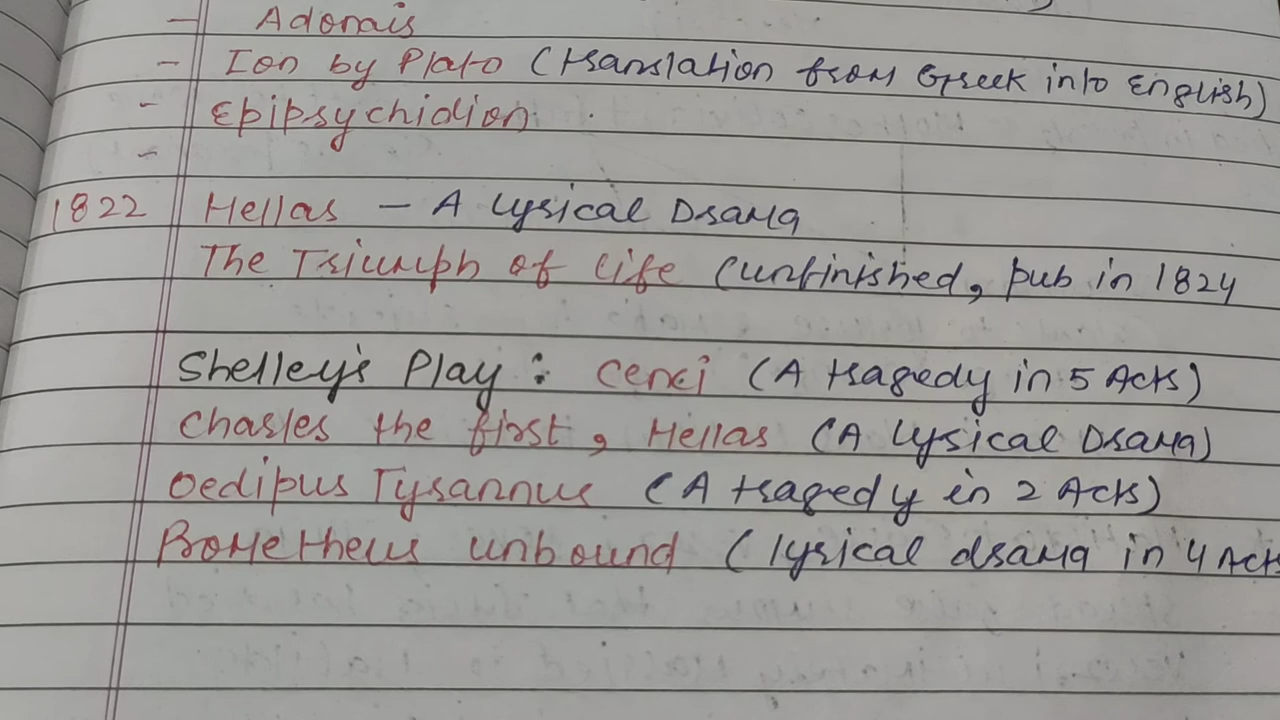 - Adonais
- Ion by Plato (translation from Greek into English)
- Epipsychidion.
-
1822 Hellas - A Lyrical Drama
The Triumph of Life (unfinished, pub in 1824
Shelley's Play : Cenci (A tragedy in 5 Acts)
Charles the first, Hellas (A Lyrical Drama)
Oedipus Tyrannus (A tragedy in 2 Acts)
Prometheus unbound (lyrical drama in 4 Acts